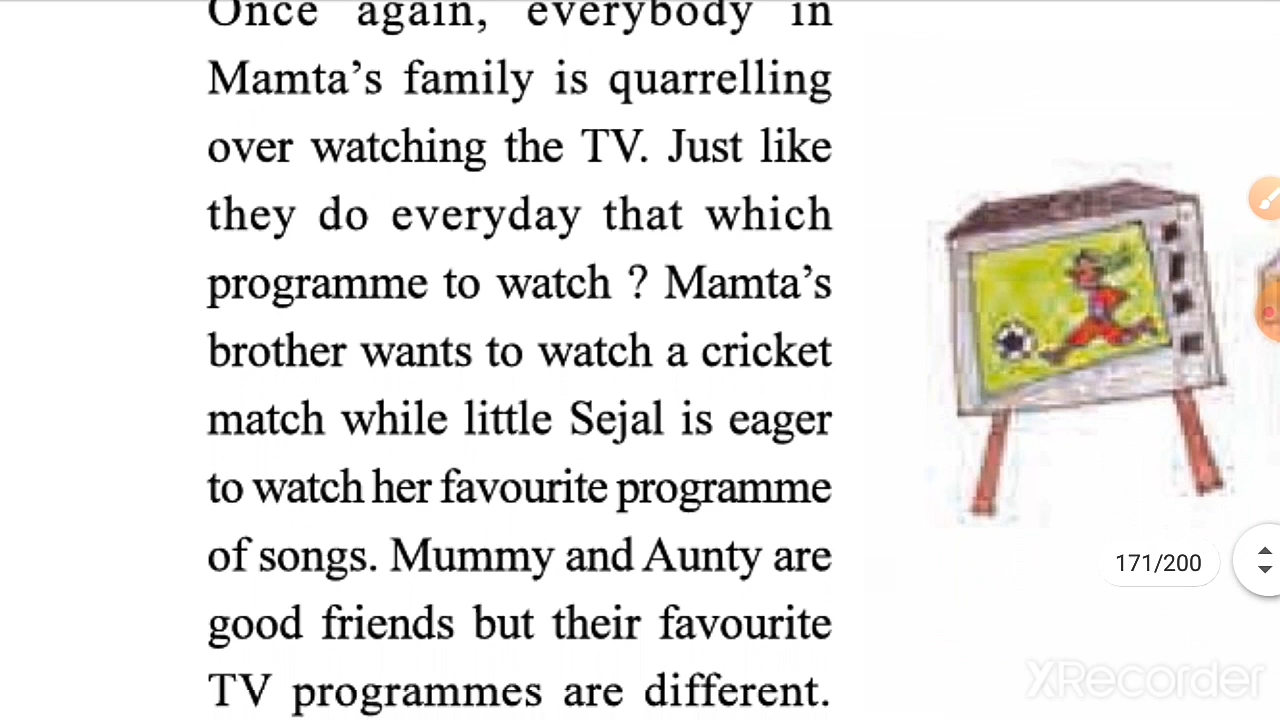 Once again, everybody in
Mamta’s family is quarrelling
over watching the TV. Just like
they do everyday that which
programme to watch ? Mamta’s
brother wants to watch a cricket
match while little Sejal is eager
to watch her favourite programme
of songs. Mummy and Aunty are
good friends but their favourite
TV programmes are different.
171/200
XRecorder